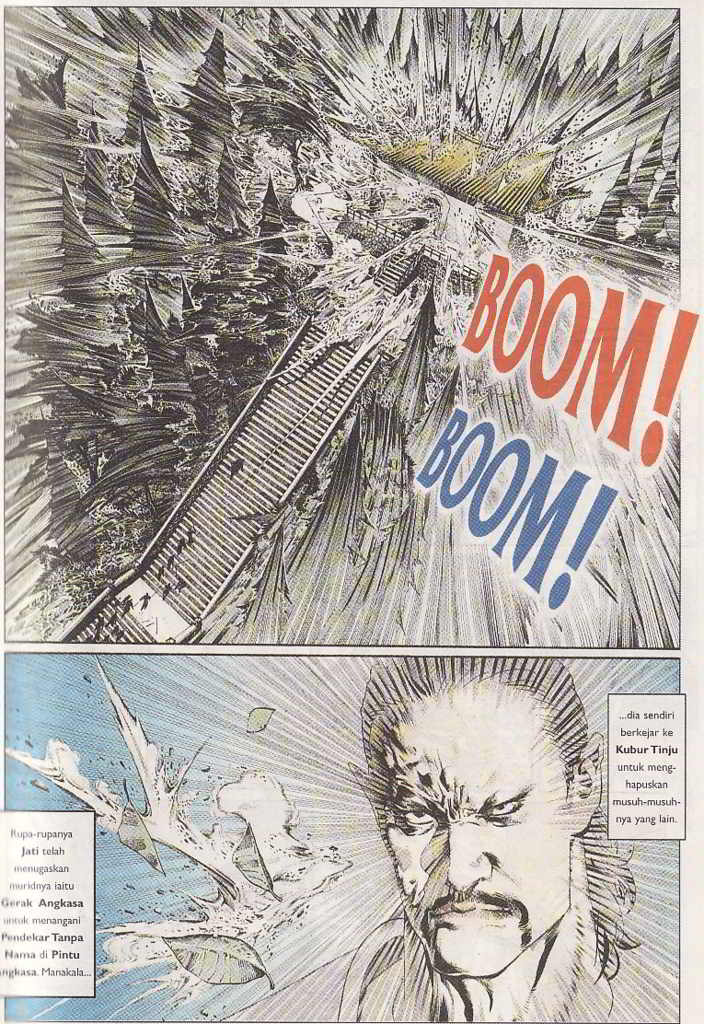 BOOM!
BOOM!
Rupa-rupanya
Jati telah
menugaskan
muridnya iaitu
Gerak Angkasa
untuk menangani
Pendekar Tanpa
Nama di Pintu
Angkasa. Manakala...
...dia sendiri
berkejar ke
Kubur Tinju
untuk meng-
hapuskan
musuh-musuh-
nya yang lain.